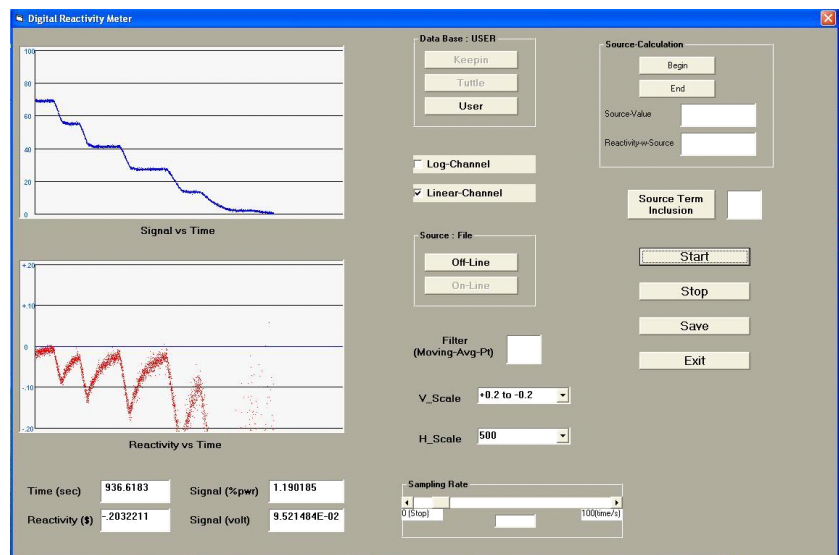 Digital Reactivity Meter
100
80
60
40
20
0
Signal vs Time
+.20
+.10
0
-.10
-.20
Reactivity vs Time
Time (sec) 936.6183 Signal (%pwr) 1.190185
Reactivity ($) -.2032211 Signal (volt) 9.521484E-02
Data Base : USER
Keepin
Tuttle
User
Log-Channel
Linear-Channel
Source : File
Off-Line
On-Line
Filter
(Moving-Avg-Pt)
V_Scale +0.2 to -0.2
H_Scale 500
Sampling Rate
0 (Stop) 100(time/s)
Source-Calculation
Begin
End
Source-Value
Reactivity-w-Source
Source Term
Inclusion
Start
Stop
Save
Exit